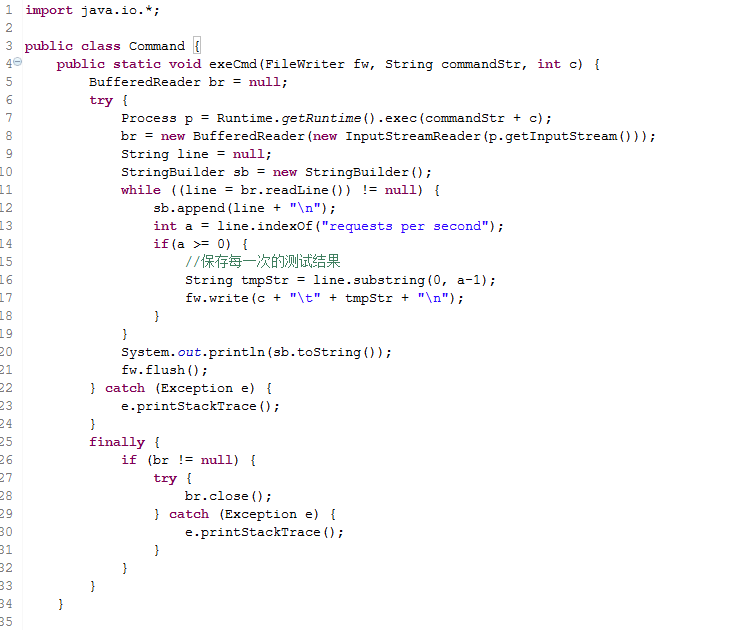 1 import java.io.*;
2
3 public class Command {
4     public static void exeCmd(FileWriter fw, String commandStr, int c) {
5         BufferedReader br = null;
6         try {
7             Process p = Runtime.getRuntime().exec(commandStr + c);
8             br = new BufferedReader(new InputStreamReader(p.getInputStream()));
9             String line = null;
10             StringBuilder sb = new StringBuilder();
11             while ((line = br.readLine()) != null) {
12                 sb.append(line + "\n");
13                 int a = line.indexOf("requests per second");
14                 if(a >= 0) {
15                     //保存每一次的测试结果
16                     String tmpStr = line.substring(0, a-1);
17                     fw.write(c + "\t" + tmpStr + "\n");
18                 }
19             }
20             System.out.println(sb.toString());
21             fw.flush();
22         } catch (Exception e) {
23             e.printStackTrace();
24         }
25         finally {
26             if (br != null) {
27                 try {
28                     br.close();
29                 } catch (Exception e) {
30                     e.printStackTrace();
31                 }
32             }
33         }
34     }
35